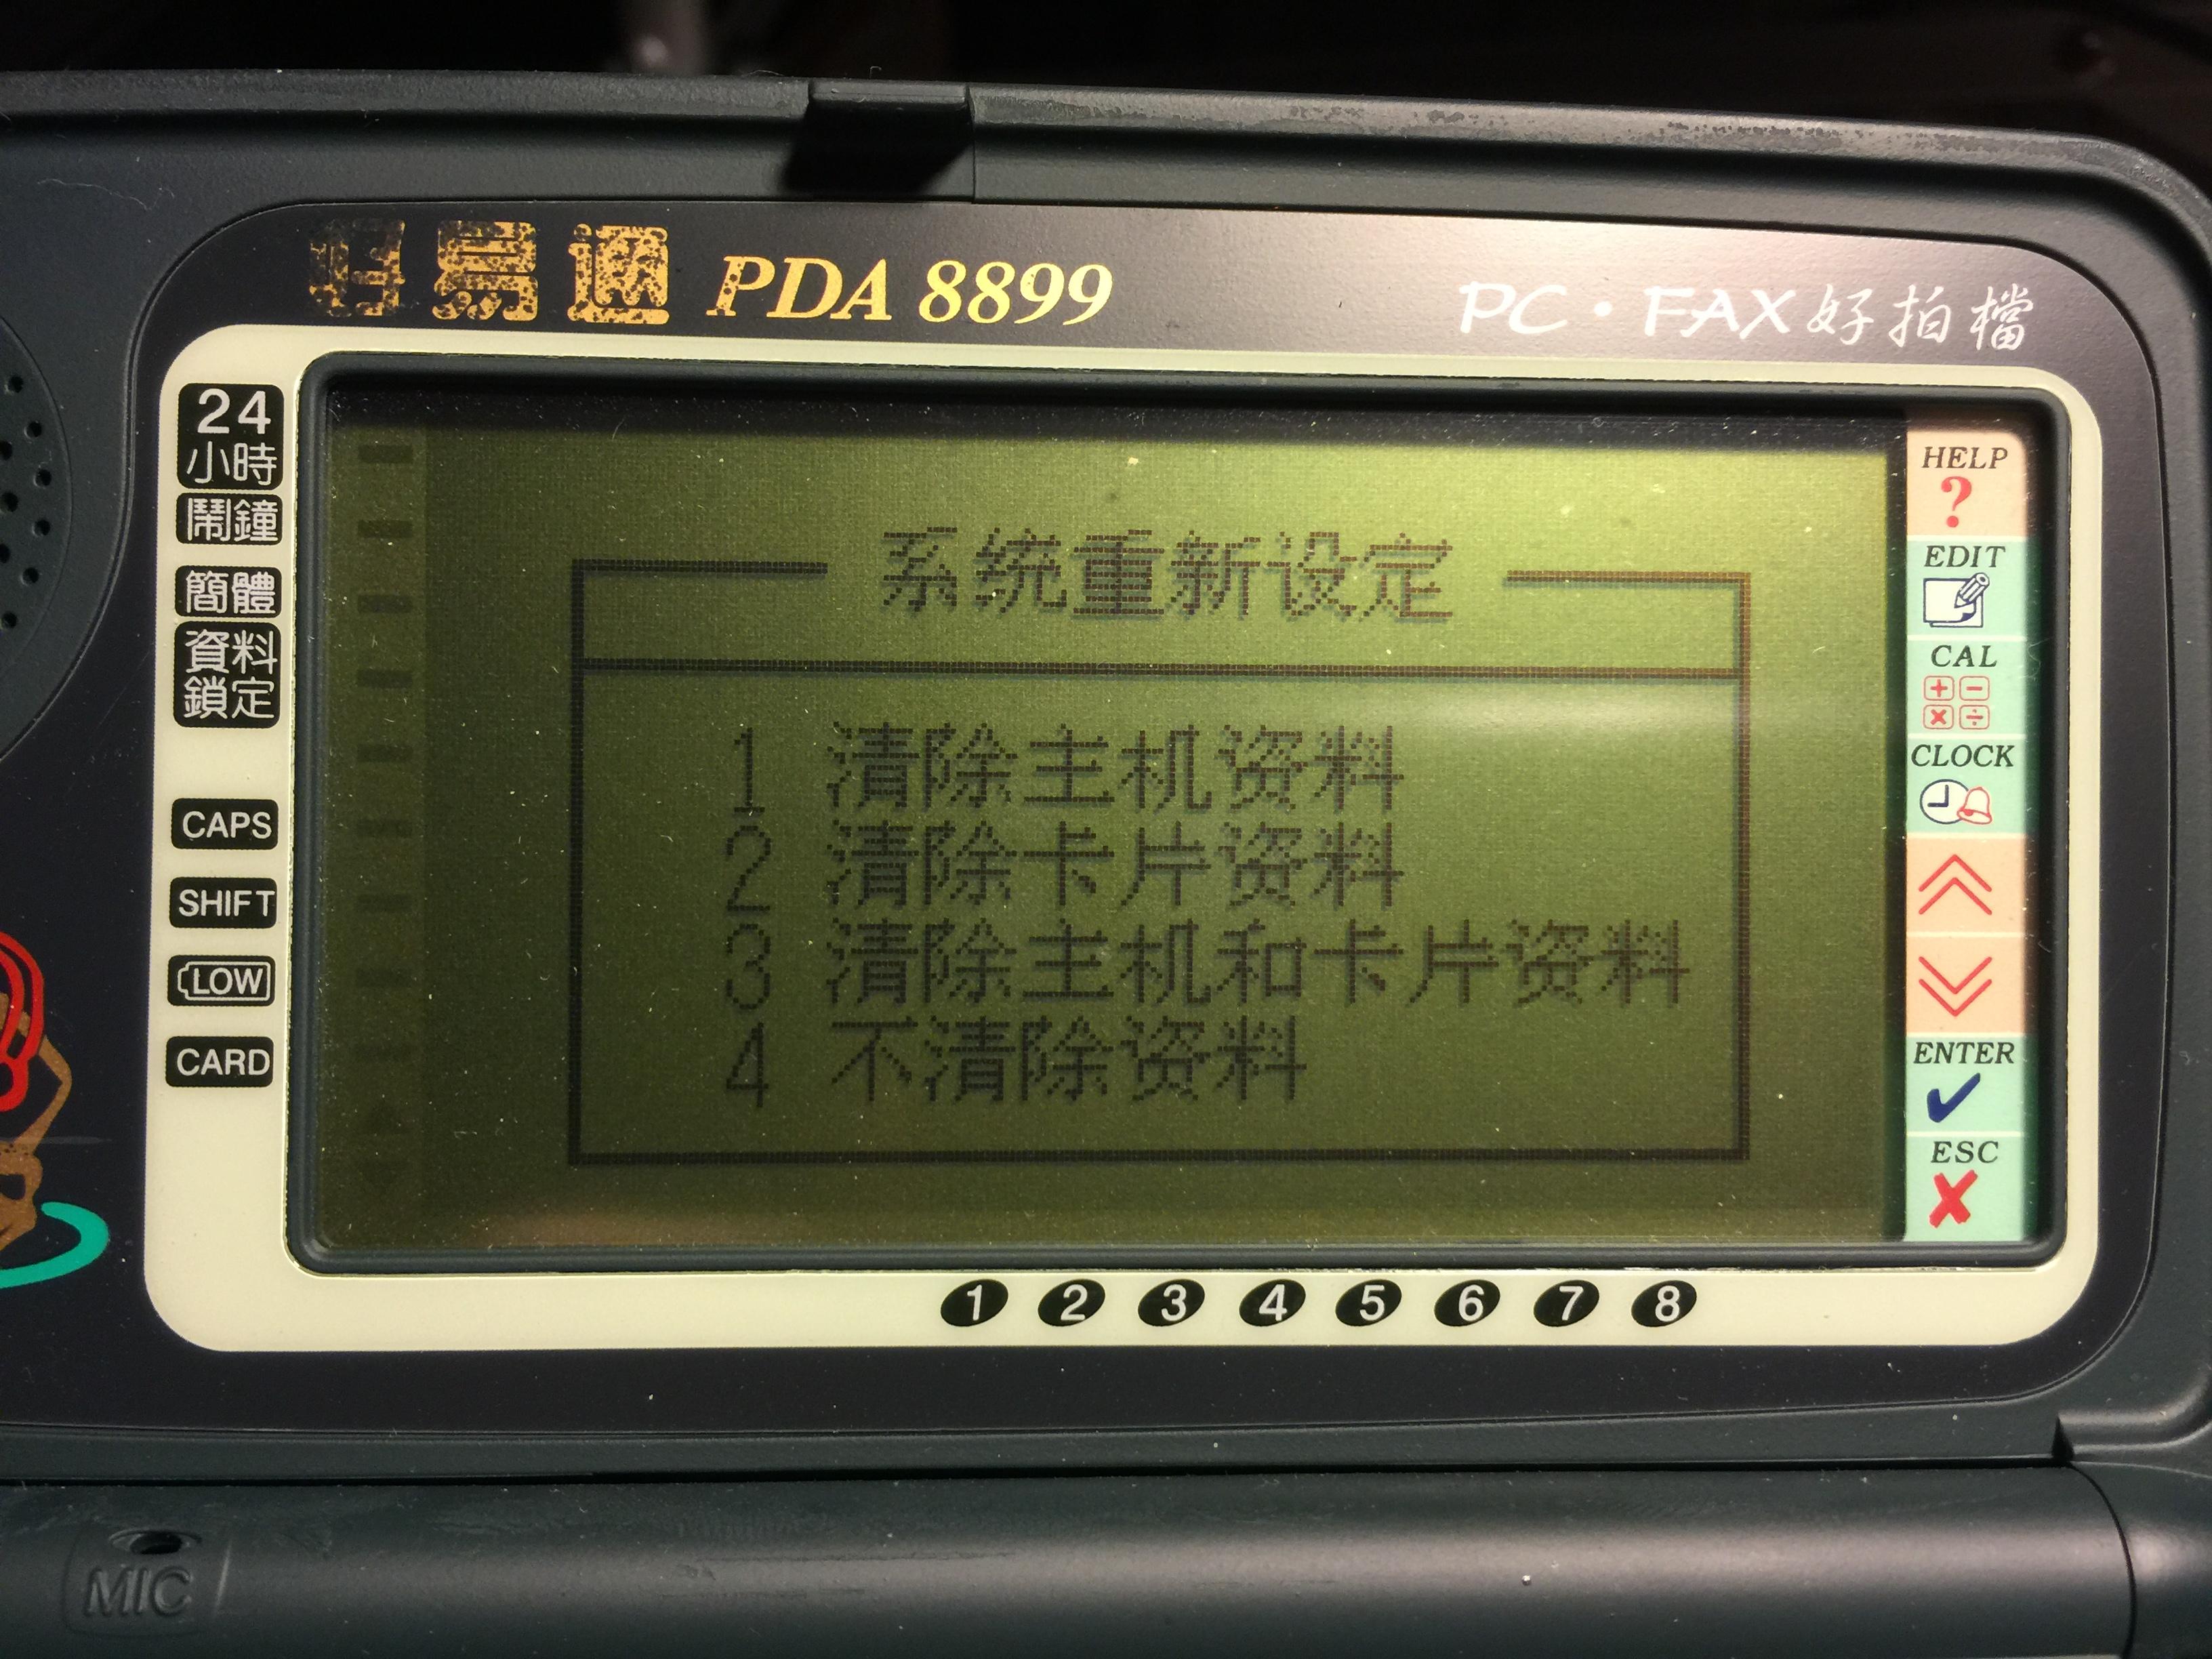 好易通 PDA 8899
PC·FAX好拍檔
24
小時
鬧鐘
簡體
資料
鎖定
CAPS
SHIFT
LOW
CARD
系统重新设定
1 清除主机资料
2 清除卡片资料
3 清除主机和卡片资料
4 不清除资料
HELP
?
EDIT
CAL
+ −
× ÷
CLOCK
ENTER
ESC
1 2 3 4 5 6 7 8
MIC